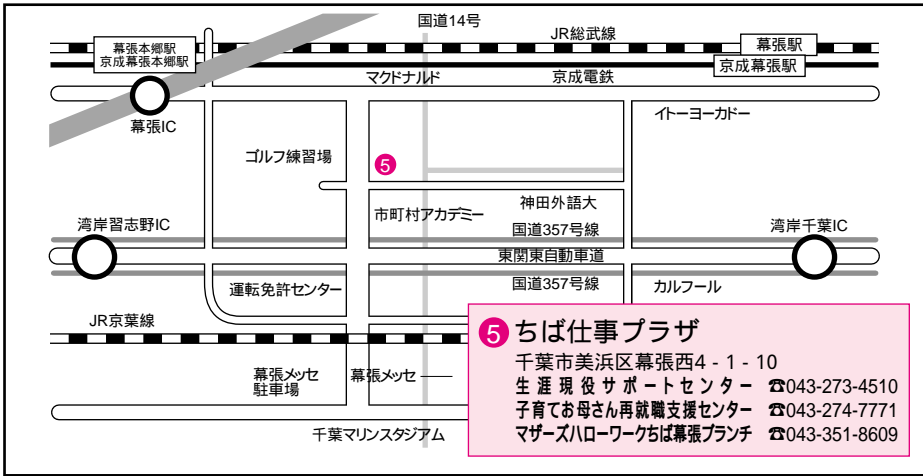 国道14号
JR総武線
幕張本郷駅
京成幕張本郷駅
幕張駅
京成幕張駅
マクドナルド
京成電鉄
幕張IC
イトーヨーカドー
ゴルフ練習場
5
市町村アカデミー
神田外語大
湾岸習志野IC
国道357号線
湾岸千葉IC
東関東自動車道
運転免許センター
国道357号線
カルフール
JR京葉線
幕張メッセ
駐車場
幕張メッセ
千葉マリンスタジアム
5 ちば仕事プラザ
千葉市美浜区幕張西4 - 1 - 10
生涯現役サポートセンター ☎043-273-4510
子育てお母さん再就職支援センター ☎043-274-7771
マザーズハローワークちば幕張ブランチ ☎043-351-8609